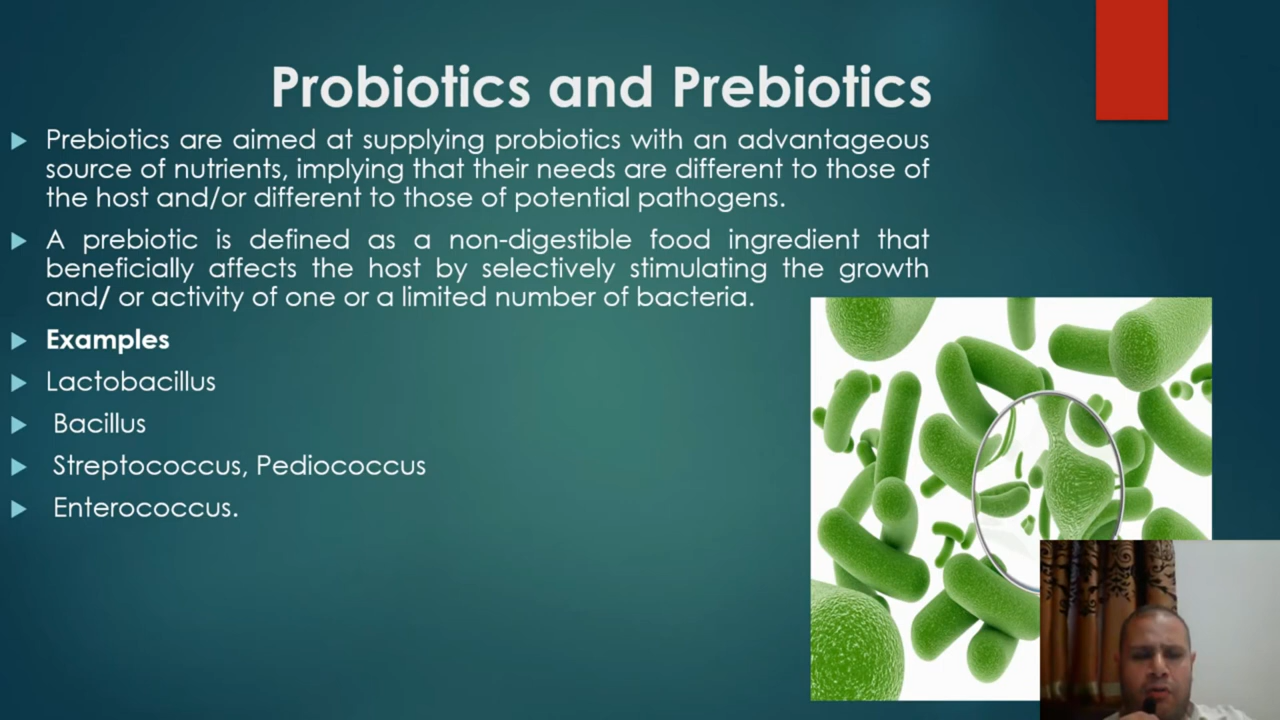 Probiotics and Prebiotics
Prebiotics are aimed at supplying probiotics with an advantageous
source of nutrients, implying that their needs are different to those of
the host and/or different to those of potential pathogens.
A prebiotic is defined as a non-digestible food ingredient that
beneficially affects the host by selectively stimulating the growth
and/ or activity of one or a limited number of bacteria.
Examples
Lactobacillus
Bacillus
Streptococcus, Pediococcus
Enterococcus.